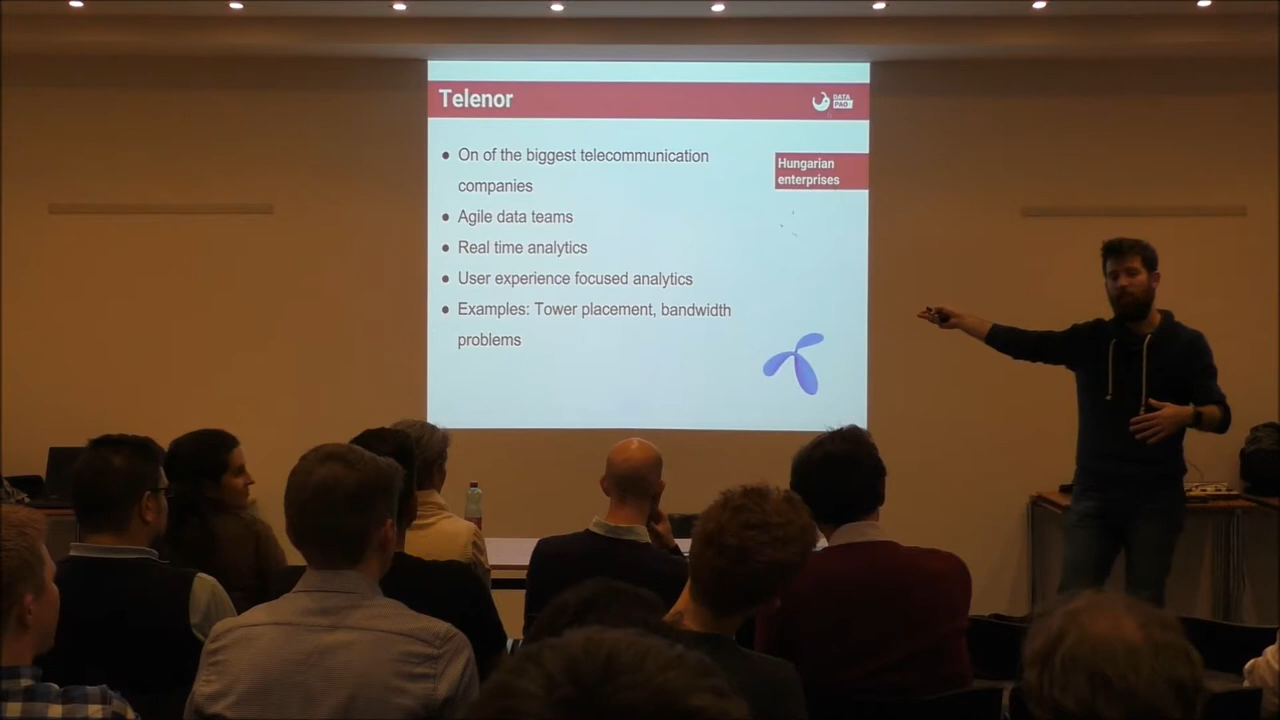 Telenor
DATA
PAO
● On of the biggest telecommunication
companies
● Agile data teams
● Real time analytics
● User experience focused analytics
● Examples: Tower placement, bandwidth
problems
Hungarian
enterprises